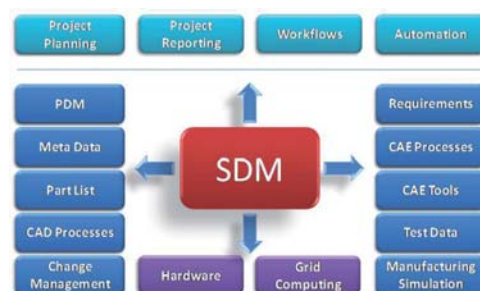 Project
Planning
Project
Reporting
Workflows
Automation
PDM
Meta Data
Part List
CAD Processes
Change
Management
SDM
Hardware
Grid
Computing
Requirements
CAE Processes
CAE Tools
Test Data
Manufacturing
Simulation